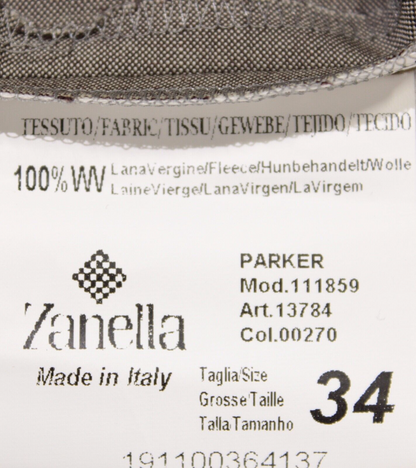 TESSUTO/FABRIC/TISSU/GEWEBE/TEJIDO/TECIDO
100% WV LanaVergine/Fleece/Hunbehandelt/Wolle
LaineVierge/LanaVirgen/LaVirgem
PARKER
Mod.111859
Art.13784
Col.00270
Zanella
Made in Italy
Taglia/Size
Grosse/Taille
Talla/Tamanho
34
191100364137